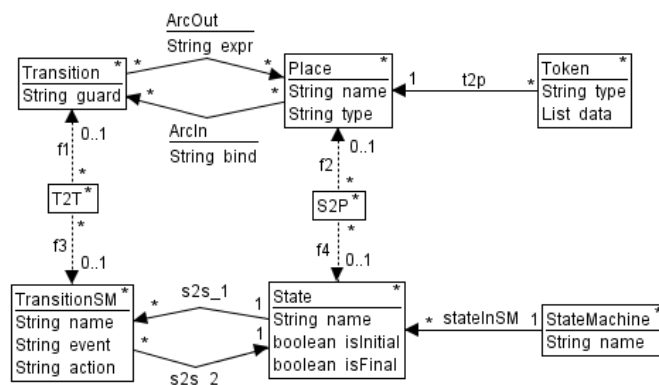 ArcOut
String expr
Transition *
String guard
* *
Place *
String name
String type
1 t2p *
Token *
String type
List data
* *
ArcIn
String bind
0..1
f1
*
T2T *
*
f3
0..1
0..1
f2
*
S2P *
*
f4
0..1
TransitionSM *
String name
String event
String action
s2s_1
* 1
* 1
s2s_2
State *
String name
boolean isInitial
boolean isFinal
* stateInSM 1
StateMachine *
String name